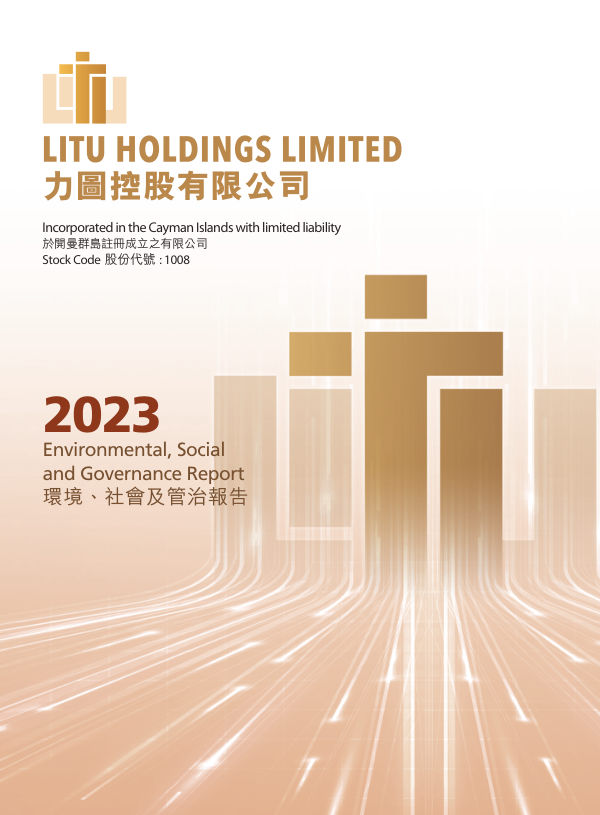 LITU HOLDINGS LIMITED
力圖控股有限公司
Incorporated in the Cayman Islands with limited liability
於開曼群島註冊成立之有限公司
Stock Code 股份代號 : 1008
2023
Environmental, Social
and Governance Report
環境、社會及管治報告